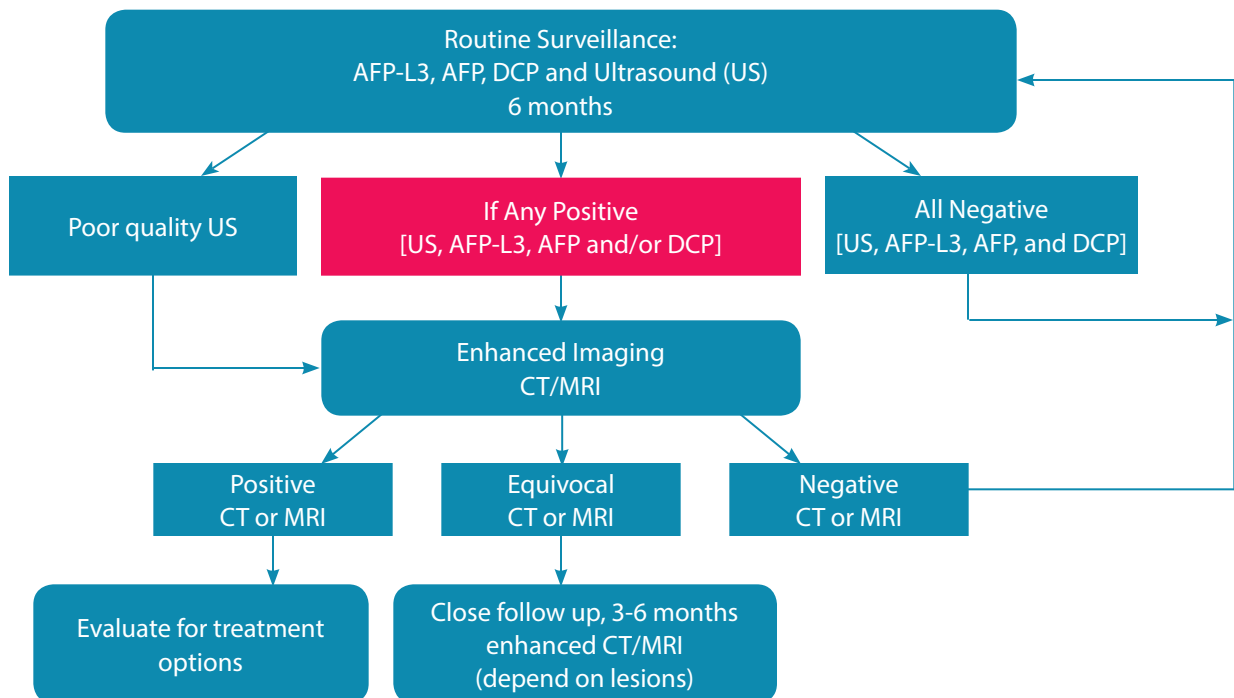 Routine Surveillance:
AFP-L3, AFP, DCP and Ultrasound (US)
6 months
Poor quality US
If Any Positive
[US, AFP-L3, AFP and/or DCP]
All Negative
[US, AFP-L3, AFP, and DCP]
Enhanced Imaging
CT/MRI
Positive
CT or MRI
Equivocal
CT or MRI
Negative
CT or MRI
Evaluate for treatment
options
Close follow up, 3-6 months
enhanced CT/MRI
(depend on lesions)